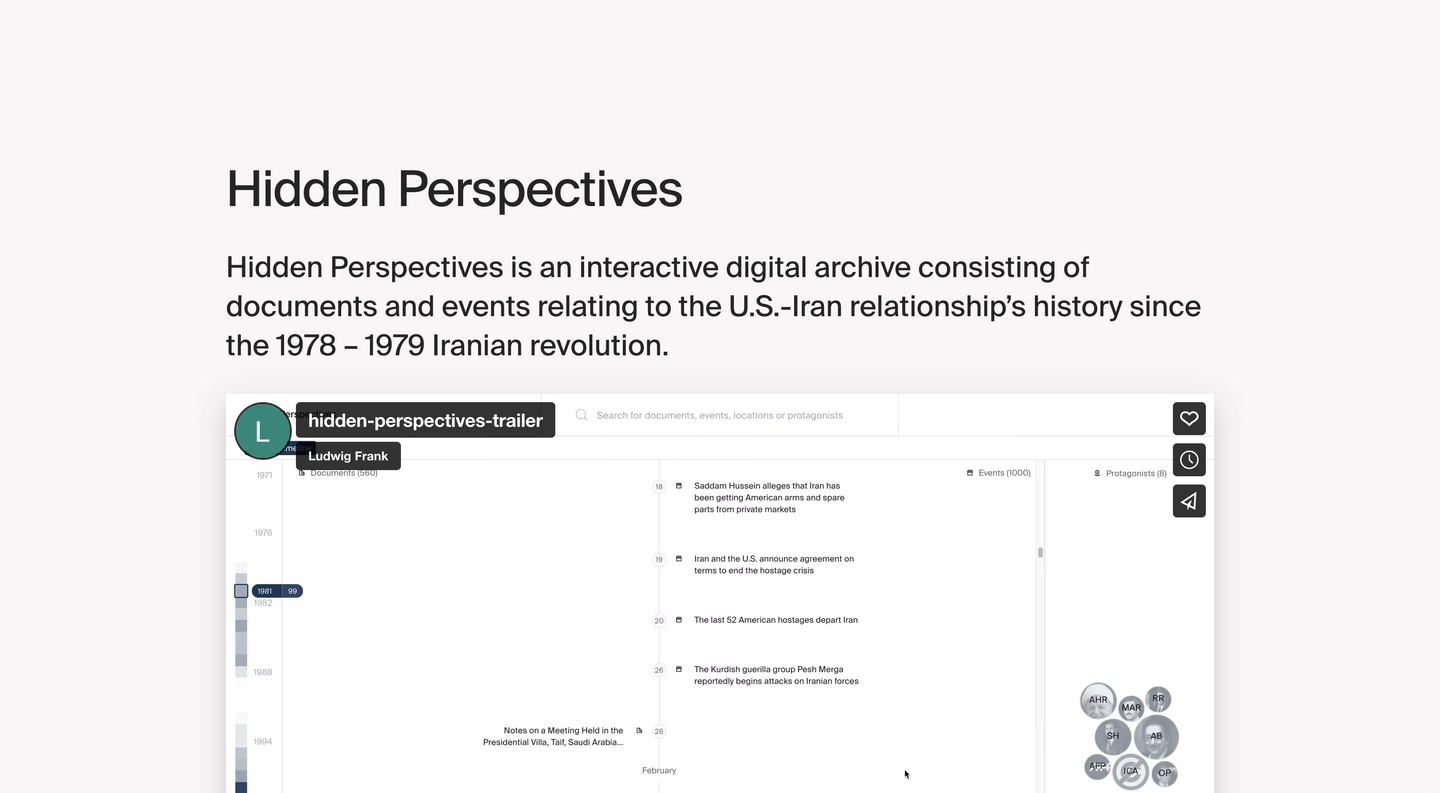 Hidden Perspectives
Hidden Perspectives is an interactive digital archive consisting of
documents and events relating to the U.S.-Iran relationship’s history since
the 1978 – 1979 Iranian revolution.
L
hidden-perspectives-trailer
Ludwig Frank
Search for documents, events, locations or protagonists
Documents (560)
Events (1000)
Protagonists (8)
1971
1976
1981 99
1982
1988
1994
18
Saddam Hussein alleges that Iran has
been getting American arms and spare
parts from private markets
19
Iran and the U.S. announce agreement on
terms to end the hostage crisis
20
The last 52 American hostages depart Iran
26
The Kurdish guerilla group Pesh Merga
reportedly begins attacks on Iranian forces
Notes on a Meeting Held in the
Presidential Villa, Taif, Saudi Arabia...
28
February
AHR
MAR
RR
SH
AB
ICA
OP